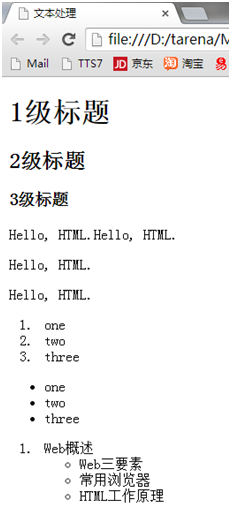 文本处理
file:///D:/tarena/M
Mail TTS7 京东 淘宝
1级标题
2级标题
3级标题
Hello, HTML.Hello, HTML.
Hello, HTML.
Hello, HTML.
1. one
2. two
3. three
• one
• two
• three
1. Web概述
○ Web三要素
○ 常用浏览器
○ HTML工作原理